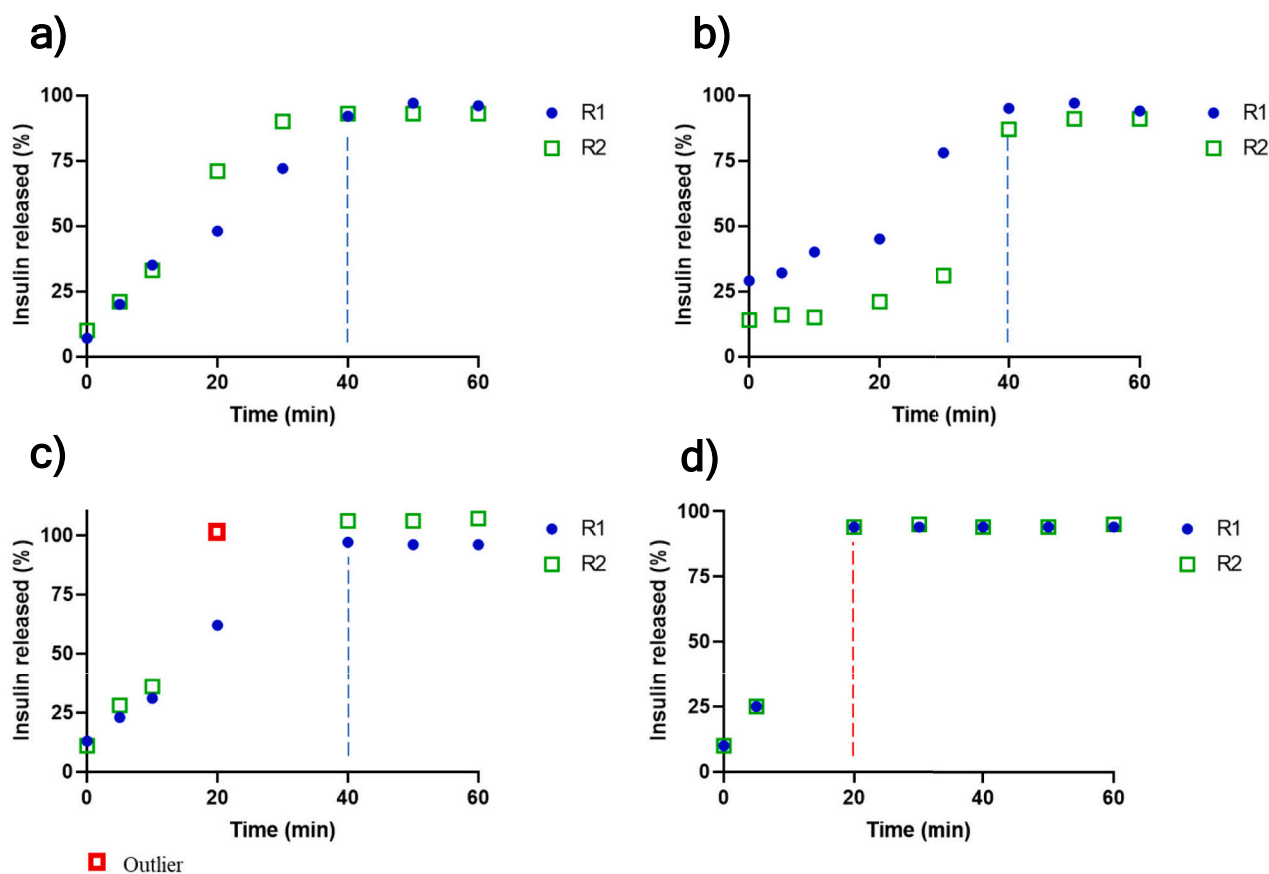 a)
100
75
50
25
0
Insulin released (%)
0 20 40 60
Time (min)
R1
R2
b)
100
75
50
25
0
Insulin released (%)
0 20 40 60
Time (min)
R1
R2
c)
100
75
50
25
0
Insulin released (%)
0 20 40 60
Time (min)
R1
R2
Outlier
d)
100
75
50
25
0
Insulin released (%)
0 20 40 60
Time (min)
R1
R2